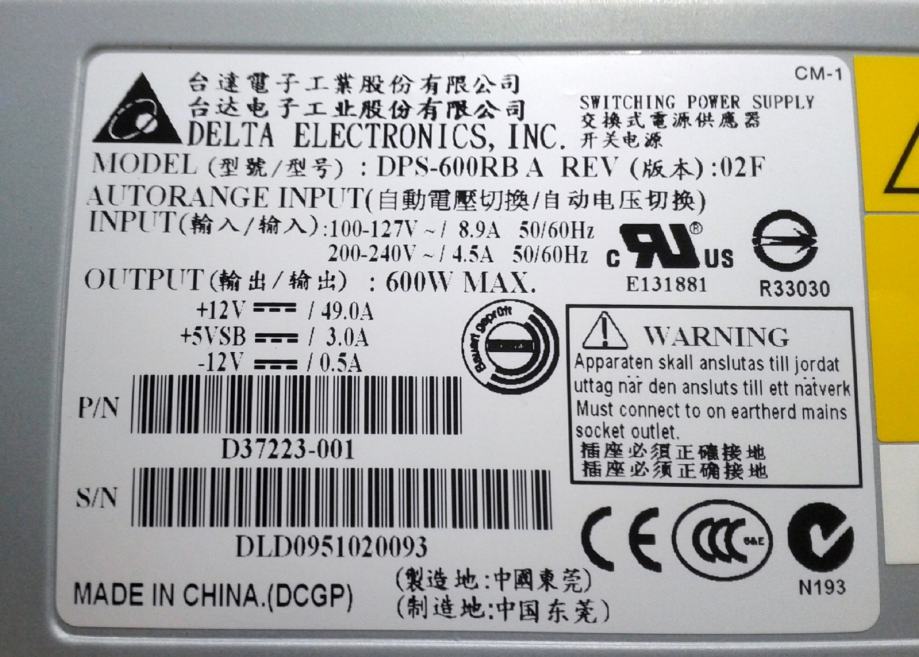 CM-1
台達電子工業股份有限公司
台达电子工业股份有限公司
DELTA ELECTRONICS, INC.
SWITCHING POWER SUPPLY
交換式電源供應器
开关电源
MODEL (型號/型号) : DPS-600RB A REV (版本) :02F
AUTORANGE INPUT(自動電壓切換/自动电压切换)
INPUT(輸入/输入) :100-127V ~ / 8.9A 50/60Hz
200-240V ~ / 4.5A 50/60Hz
OUTPUT (輸出/输出) : 600W MAX.
+12V ⎓ / 49.0A
+5VSB ⎓ / 3.0A
-12V ⎓ / 0.5A
c RU ® US
E131881
R33030
Bauart geprüft
WARNING
Apparaten skall anslutas till jordat
uttag när den ansluts till ett nätverk
Must connect to on eartherd mains
socket outlet.
插座必須正確接地
插座必须正确接地
P/N
D37223-001
S/N
DLD0951020093
CE
CCC S&E
N193
MADE IN CHINA.(DCGP)
(製造地:中國東莞)
(制造地:中国东莞)